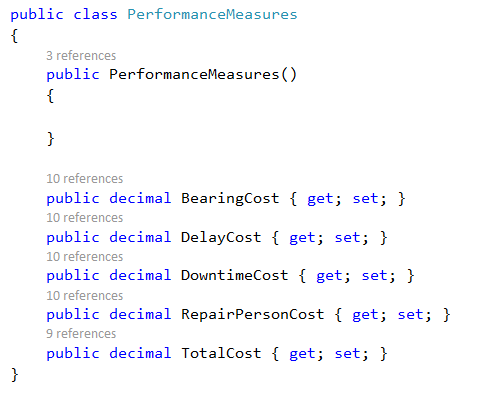 public class PerformanceMeasures
{
3 references
public PerformanceMeasures()
{
}
10 references
public decimal BearingCost { get; set; }
10 references
public decimal DelayCost { get; set; }
10 references
public decimal DowntimeCost { get; set; }
10 references
public decimal RepairPersonCost { get; set; }
9 references
public decimal TotalCost { get; set; }
}